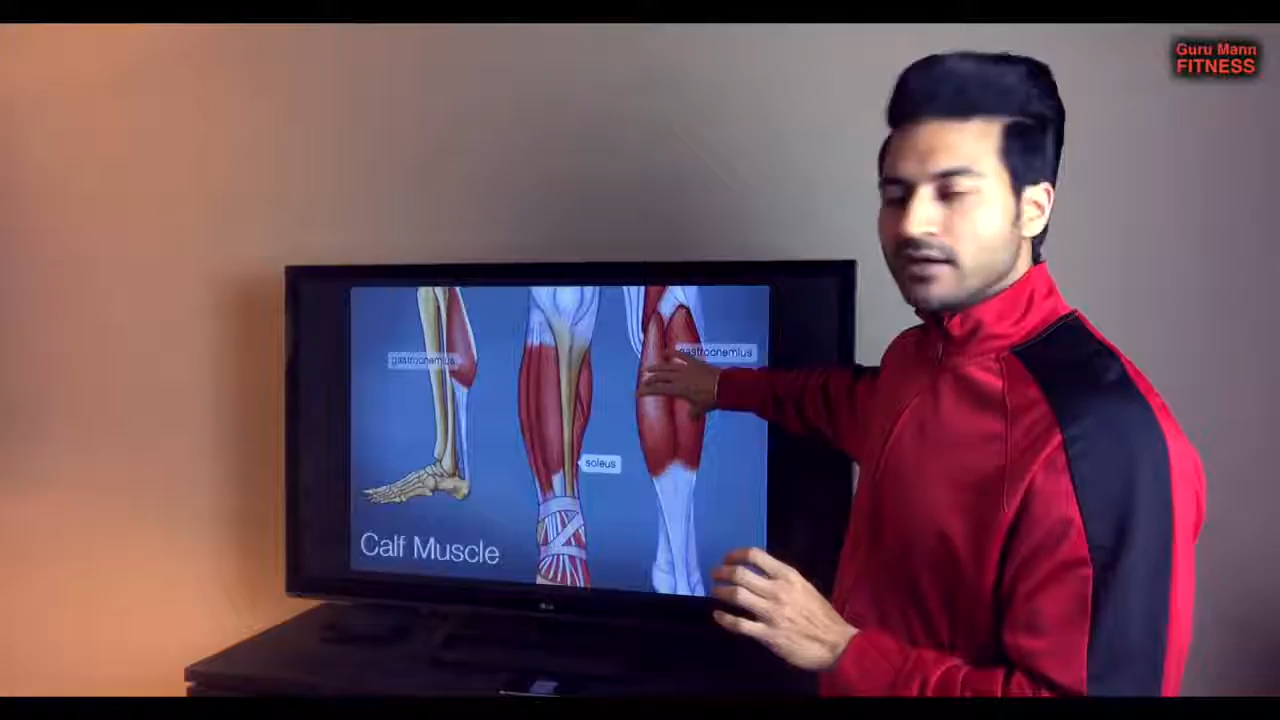 Guru Mann
FITNESS
gastrocnemius
gastrocnemius
soleus
Calf Muscle